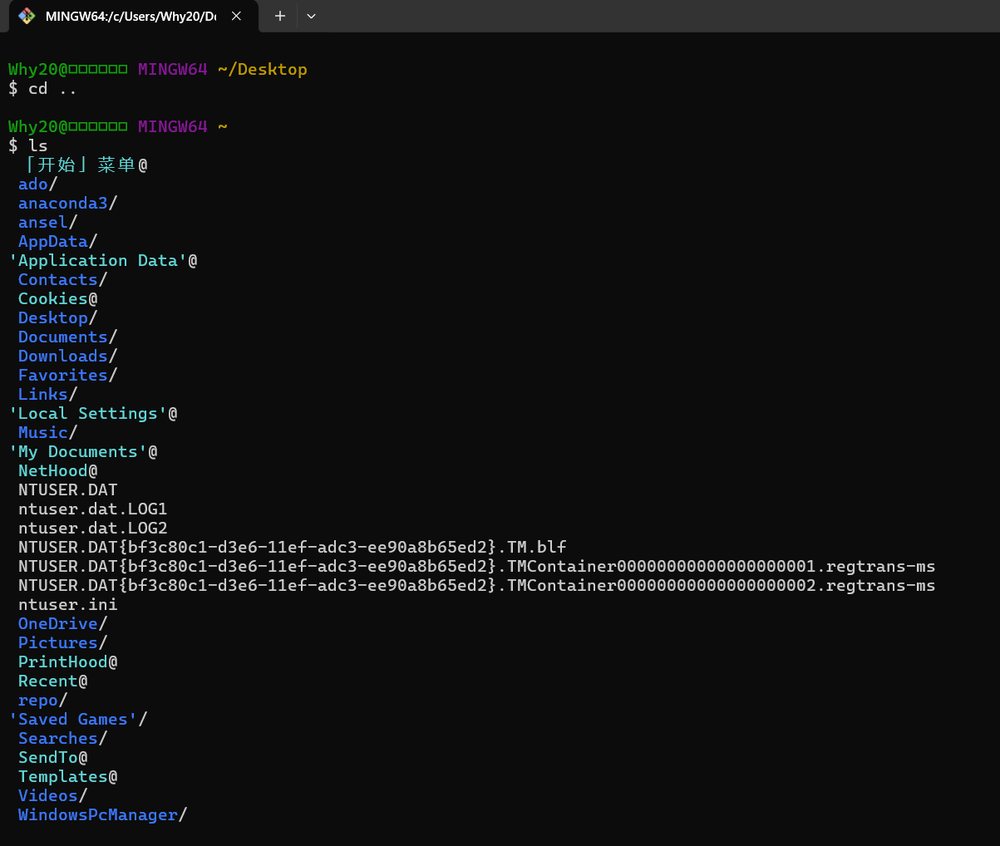 MINGW64:/c/Users/Why20/De
Why20@□□□□□□ MINGW64 ~/Desktop
$ cd ..
Why20@□□□□□□ MINGW64 ~
$ ls
「开始」菜单@
ado/
anaconda3/
ansel/
AppData/
'Application Data'@
Contacts/
Cookies@
Desktop/
Documents/
Downloads/
Favorites/
Links/
'Local Settings'@
Music/
'My Documents'@
NetHood@
NTUSER.DAT
ntuser.dat.LOG1
ntuser.dat.LOG2
NTUSER.DAT{bf3c80c1-d3e6-11ef-adc3-ee90a8b65ed2}.TM.blf
NTUSER.DAT{bf3c80c1-d3e6-11ef-adc3-ee90a8b65ed2}.TMContainer00000000000000000001.regtrans-ms
NTUSER.DAT{bf3c80c1-d3e6-11ef-adc3-ee90a8b65ed2}.TMContainer00000000000000000002.regtrans-ms
ntuser.ini
OneDrive/
Pictures/
PrintHood@
Recent@
repo/
'Saved Games'/
Searches/
SendTo@
Templates@
Videos/
WindowsPcManager/